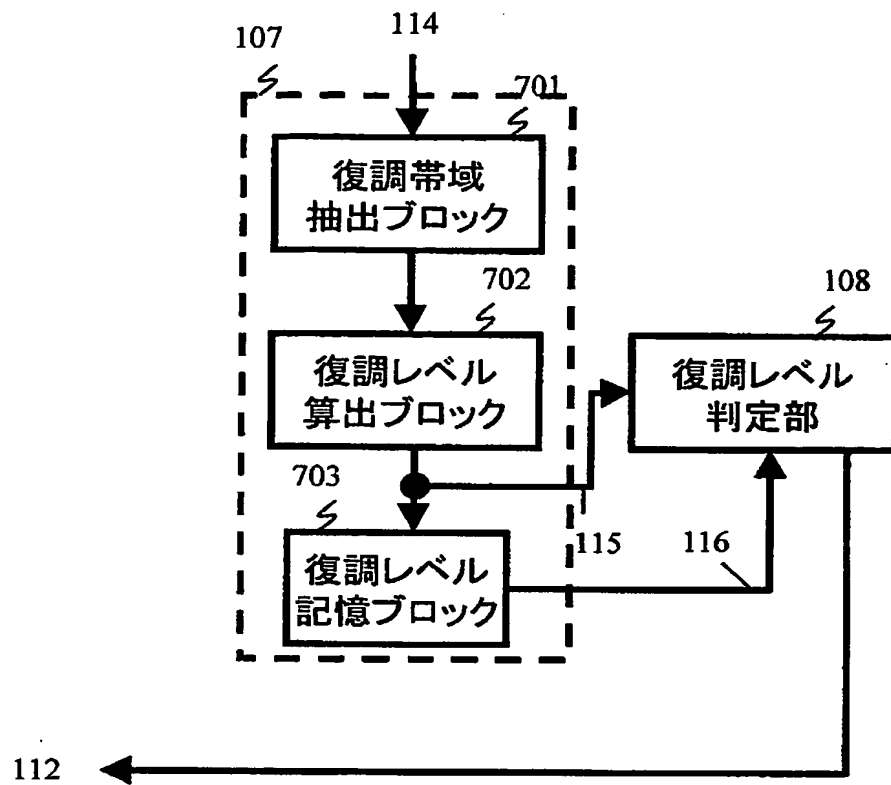 107
114
701
復調帯域
抽出ブロック
702
復調レベル
算出ブロック
108
復調レベル
判定部
703
復調レベル
記憶ブロック
115
116
112